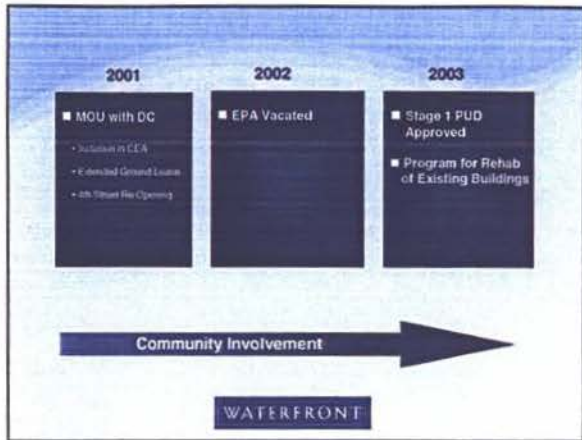 2001
2002
2003
■ MOU with DC
• Inclusion in CEA
• Extended Ground Lease
• 4th Street Re-Opening
■ EPA Vacated
■ Stage 1 PUD
Approved
■ Program for Rehab
of Existing Buildings
Community Involvement
WATERFRONT